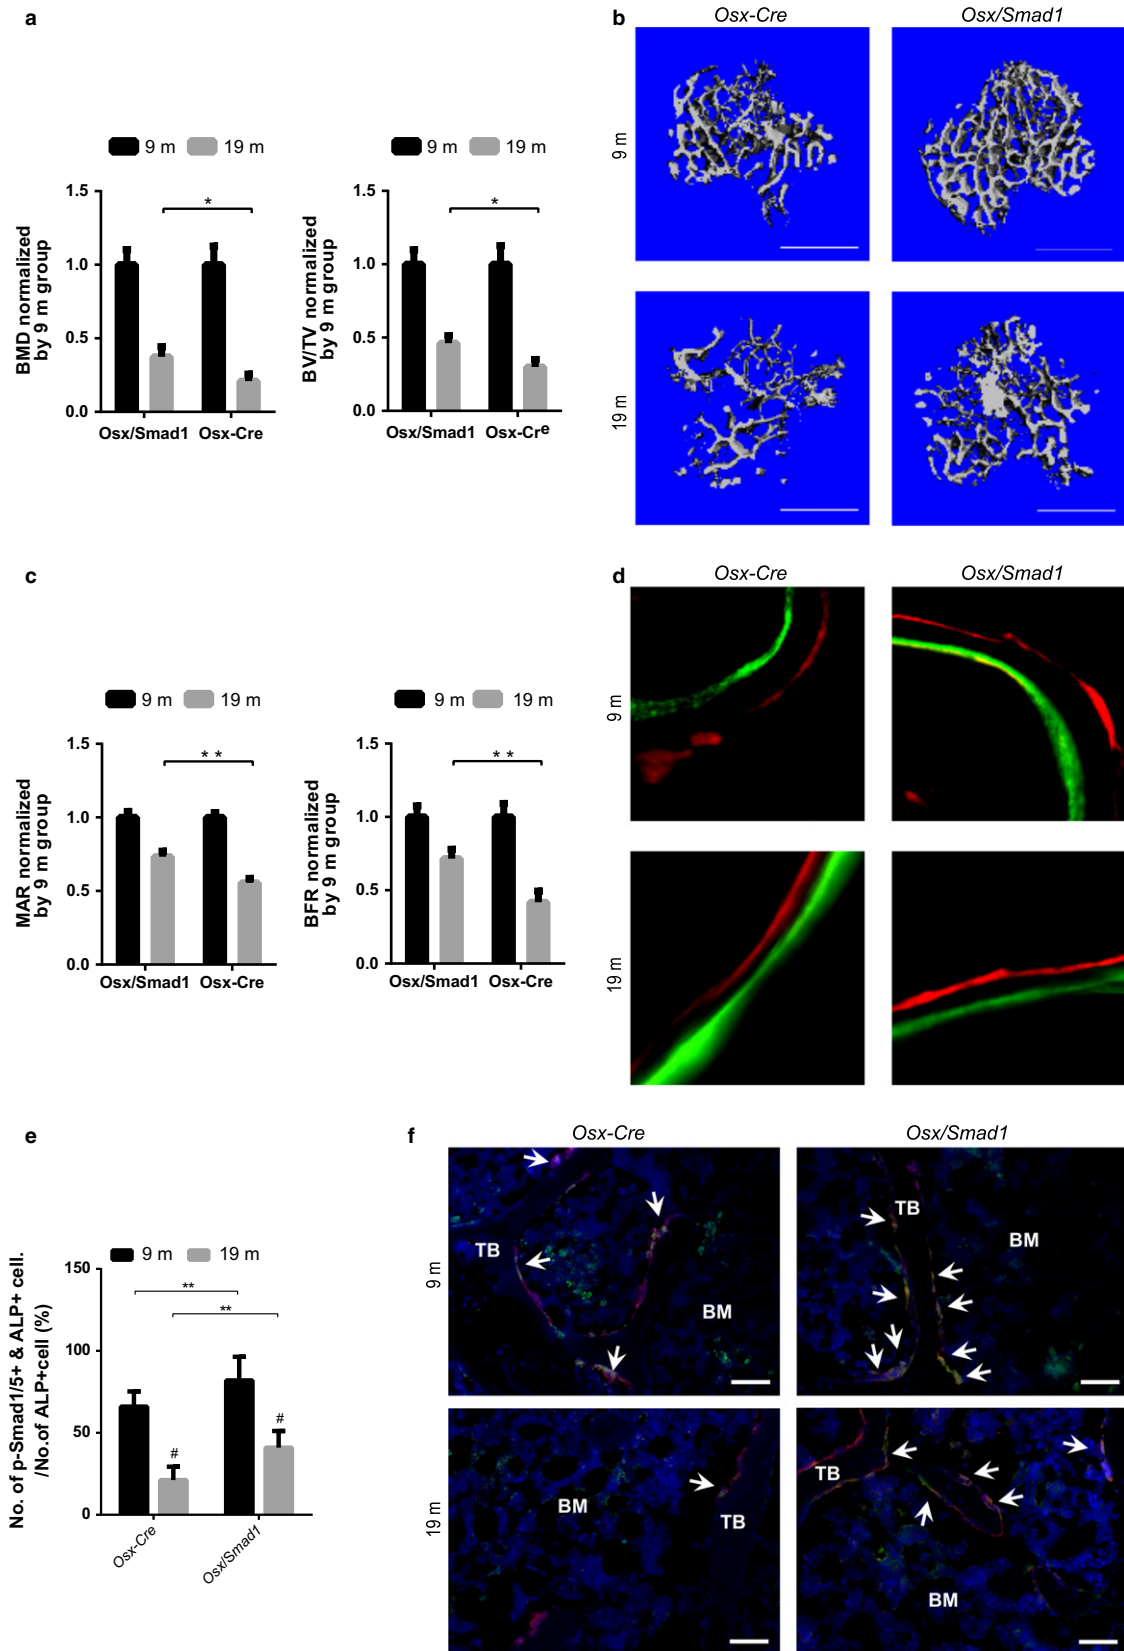 a
9 m 19 m
BMD normalized
by 9 m group
1.5
1.0
0.5
0.0
*
Osx/Smad1 Osx-Cre
9 m 19 m
BV/TV normalized
by 9 m group
1.5
1.0
0.5
0.0
*
Osx/Smad1 Osx-Cre
b
Osx-Cre Osx/Smad1
9 m
19 m
c
9 m 19 m
MAR normalized
by 9 m group
1.5
1.0
0.5
0.0
* *
Osx/Smad1 Osx-Cre
9 m 19 m
BFR normalized
by 9 m group
1.5
1.0
0.5
0.0
* *
Osx/Smad1 Osx-Cre
d
Osx-Cre Osx/Smad1
9 m
19 m
e
9 m 19 m
No. of p-Smad1/5+ & ALP+ cell.
/No.of ALP+cell (%)
150
100
50
0
**
**
#
#
Osx-Cre
Osx/Smad1
f
Osx-Cre Osx/Smad1
9 m
TB
BM
TB
BM
19 m
BM
TB
TB
BM